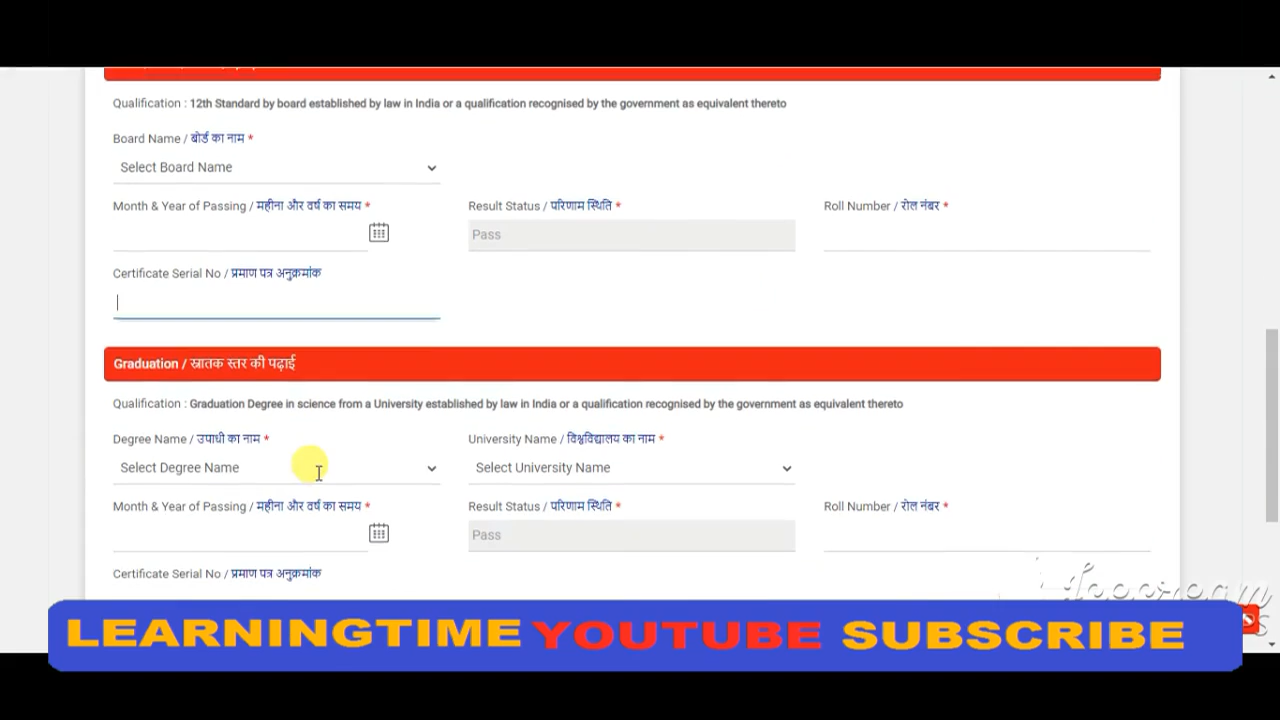 Qualification : 12th Standard by board established by law in India or a qualification recognised by the government as equivalent thereto
Board Name / बोर्ड का नाम *
Select Board Name
Month & Year of Passing / महीना और वर्ष का समय *
Result Status / परिणाम स्थिति *
Roll Number / रोल नंबर *
Pass
Certificate Serial No / प्रमाण पत्र अनुक्रमांक
Graduation / स्नातक स्तर की पढ़ाई
Qualification : Graduation Degree in science from a University established by law in India or a qualification recognised by the government as equivalent thereto
Degree Name / उपाधी का नाम *
University Name / विश्वविद्यालय का नाम *
Select Degree Name
Select University Name
Month & Year of Passing / महीना और वर्ष का समय *
Result Status / परिणाम स्थिति *
Roll Number / रोल नंबर *
Pass
Certificate Serial No / प्रमाण पत्र अनुक्रमांक
LEARNINGTIME YOUTUBE SUBSCRIBE